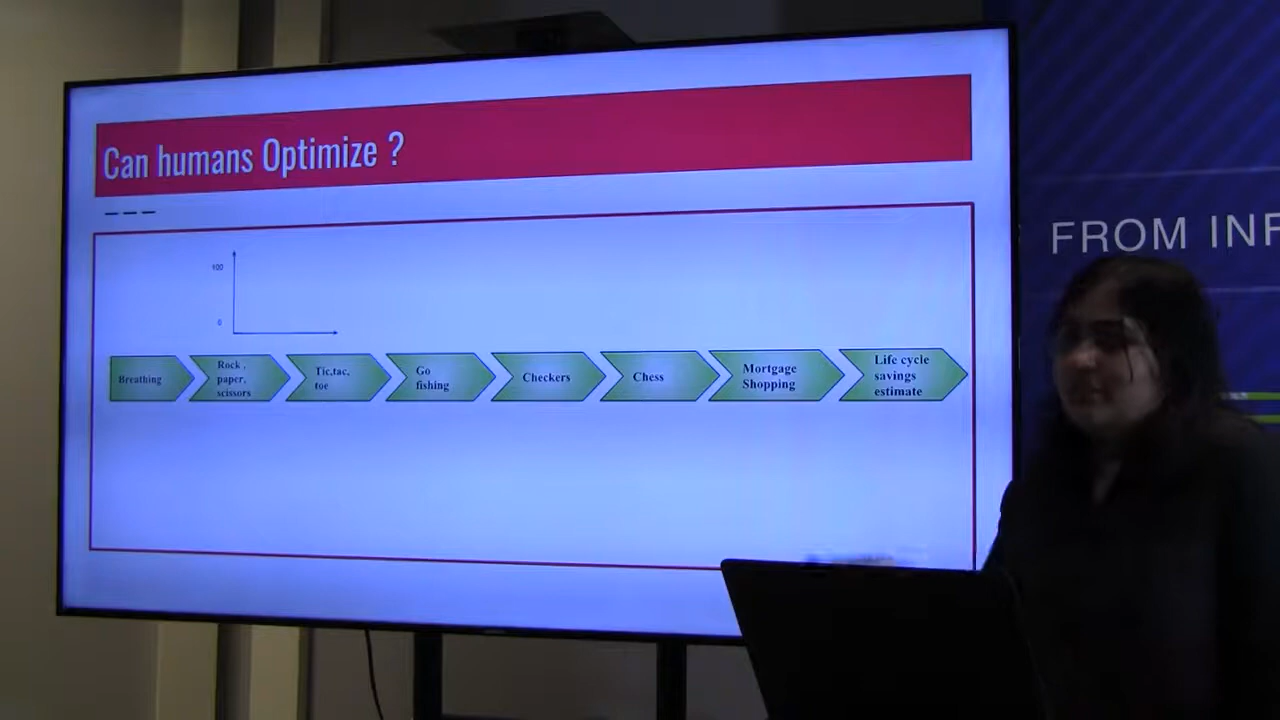 Can humans Optimize ?
100
0
Breathing
Rock ,
paper,
scissors
Tic,tac,
toe
Go
fishing
Checkers
Chess
Mortgage
Shopping
Life cycle
savings
estimate
FROM INF